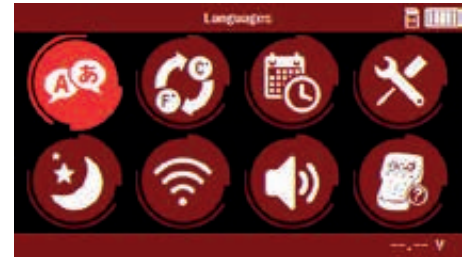 Languages
A あ
C°
F°
--.-- V